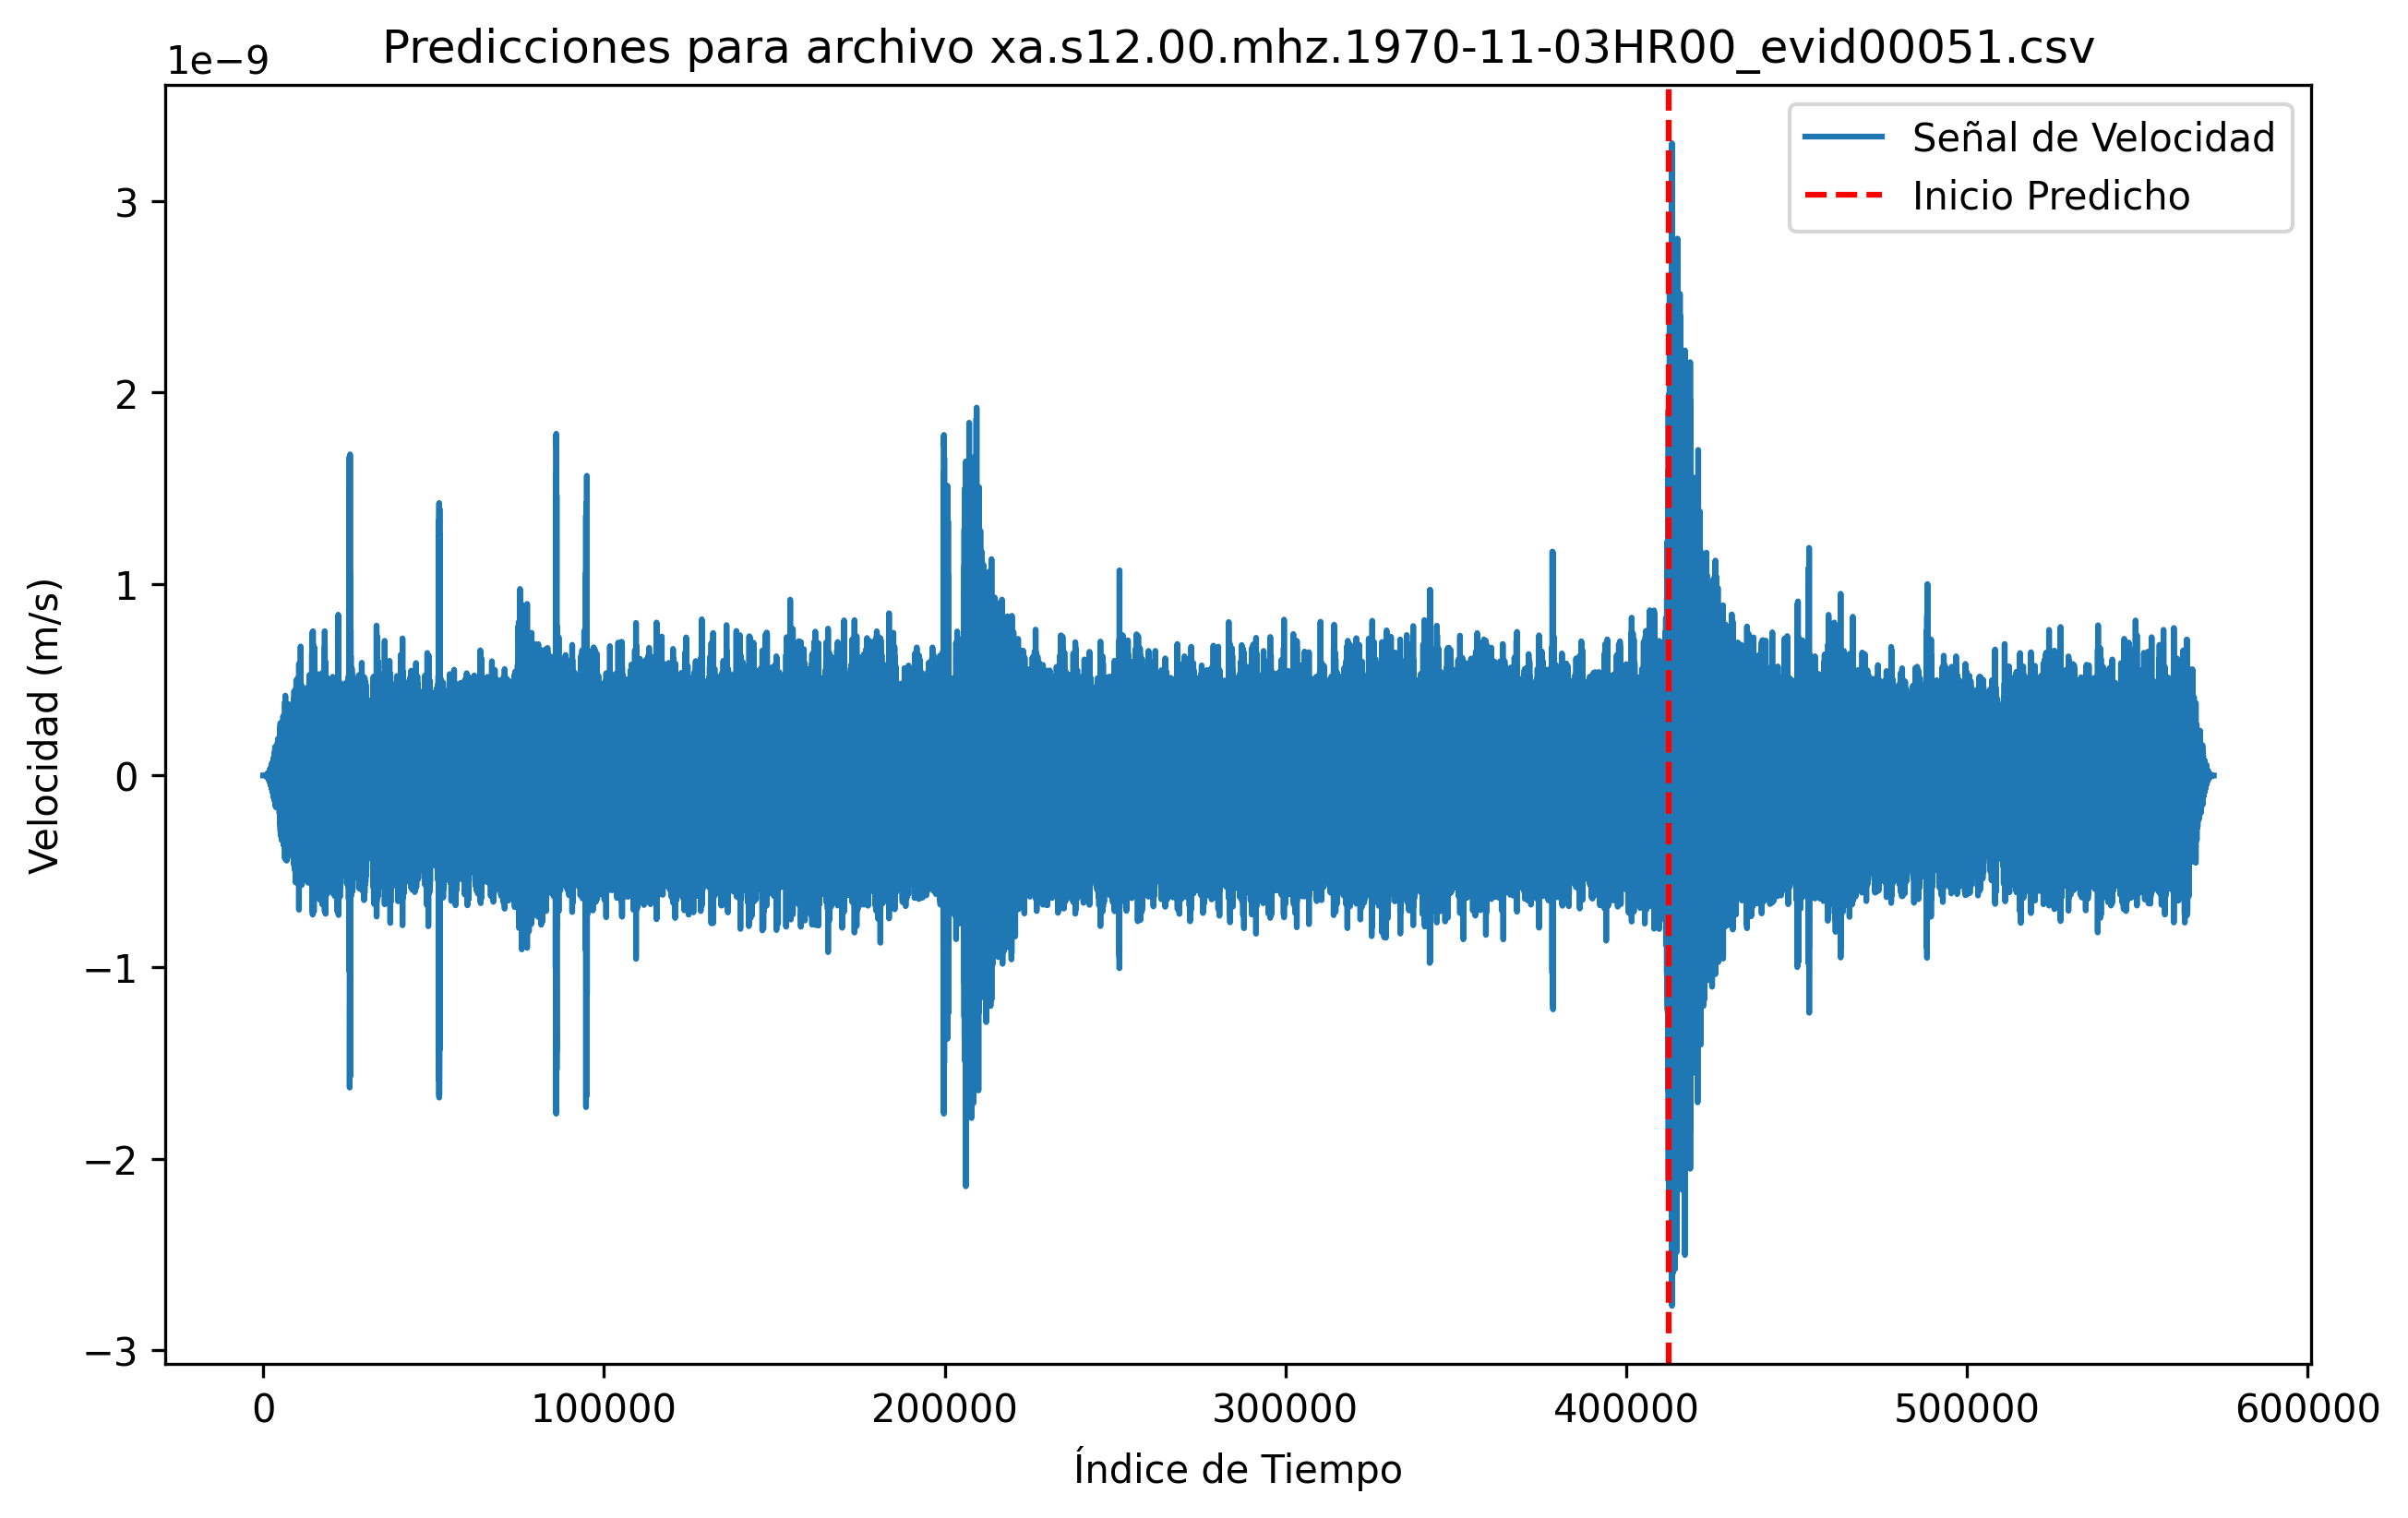 Predicciones para archivo xa.s12.00.mhz.1970-11-03HR00_evid00051.csv
1e−9
Señal de Velocidad
Inicio Predicho
3
2
1
0
−1
−2
−3
Velocidad (m/s)
0 100000 200000 300000 400000 500000 600000
Índice de Tiempo